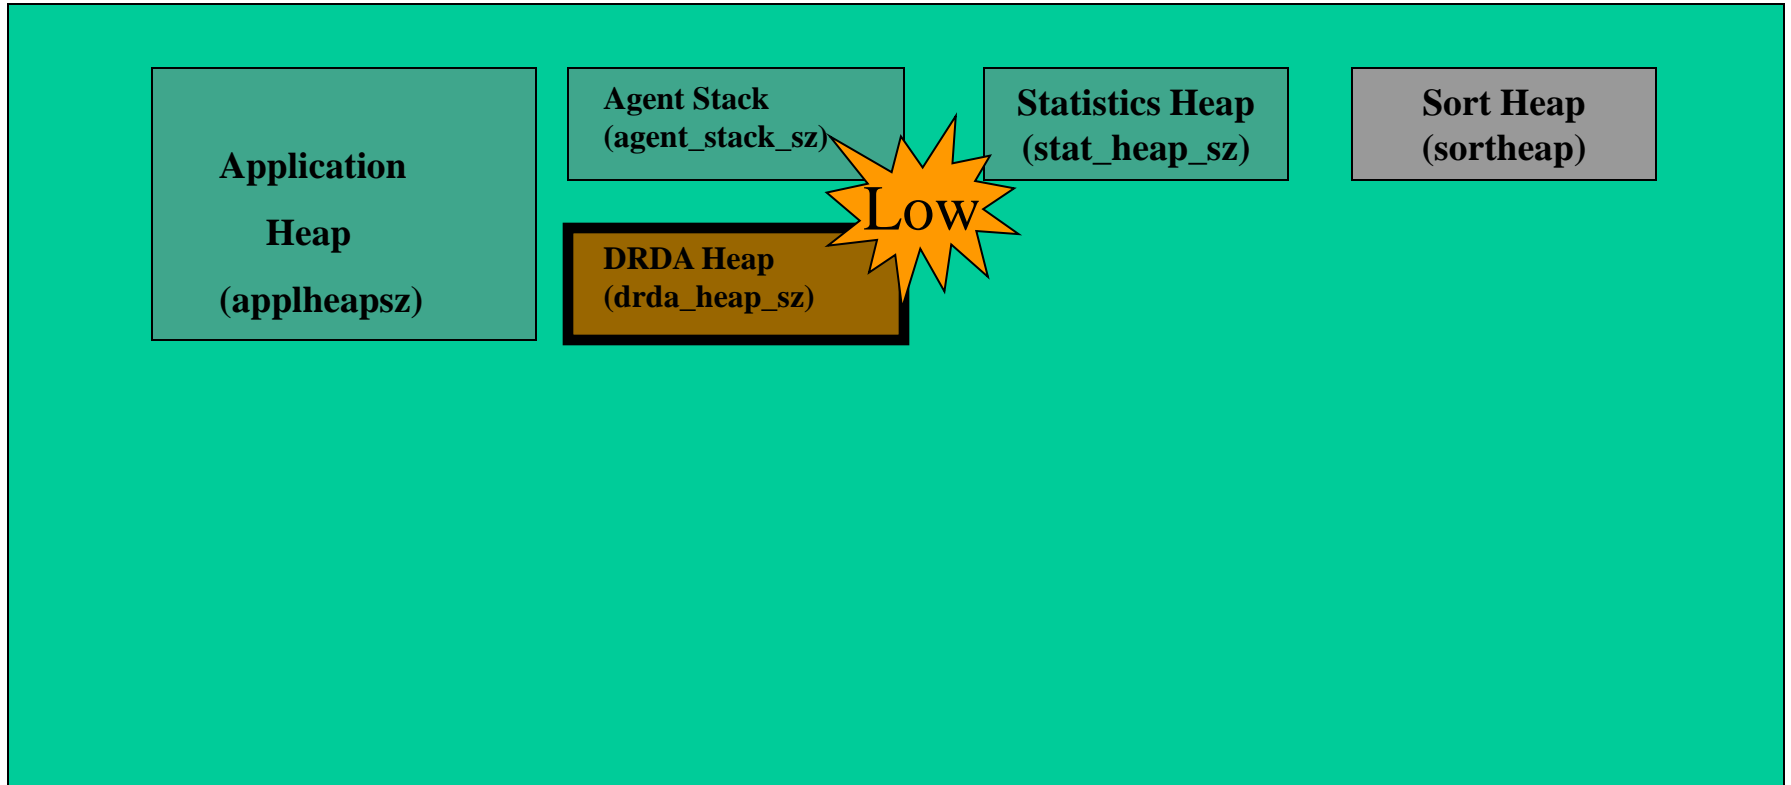 Application
Heap
(applheapsz)
Agent Stack
(agent_stack_sz)
DRDA Heap
(drda_heap_sz)
Low
Statistics Heap
(stat_heap_sz)
Sort Heap
(sortheap)